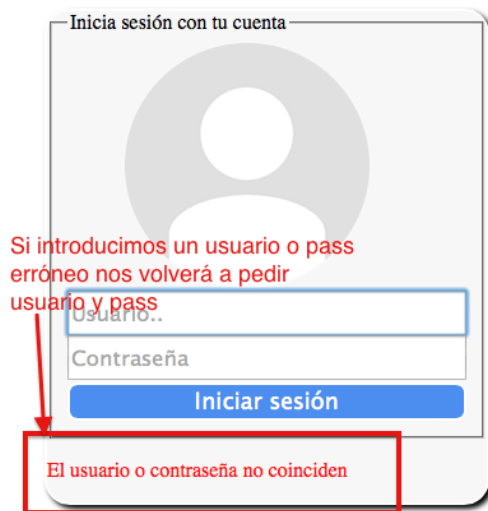 Inicia sesión con tu cuenta
Si introducimos un usuario o pass
erróneo nos volverá a pedir
usuario y pass
Usuario..
Contraseña
Iniciar sesión
El usuario o contraseña no coinciden